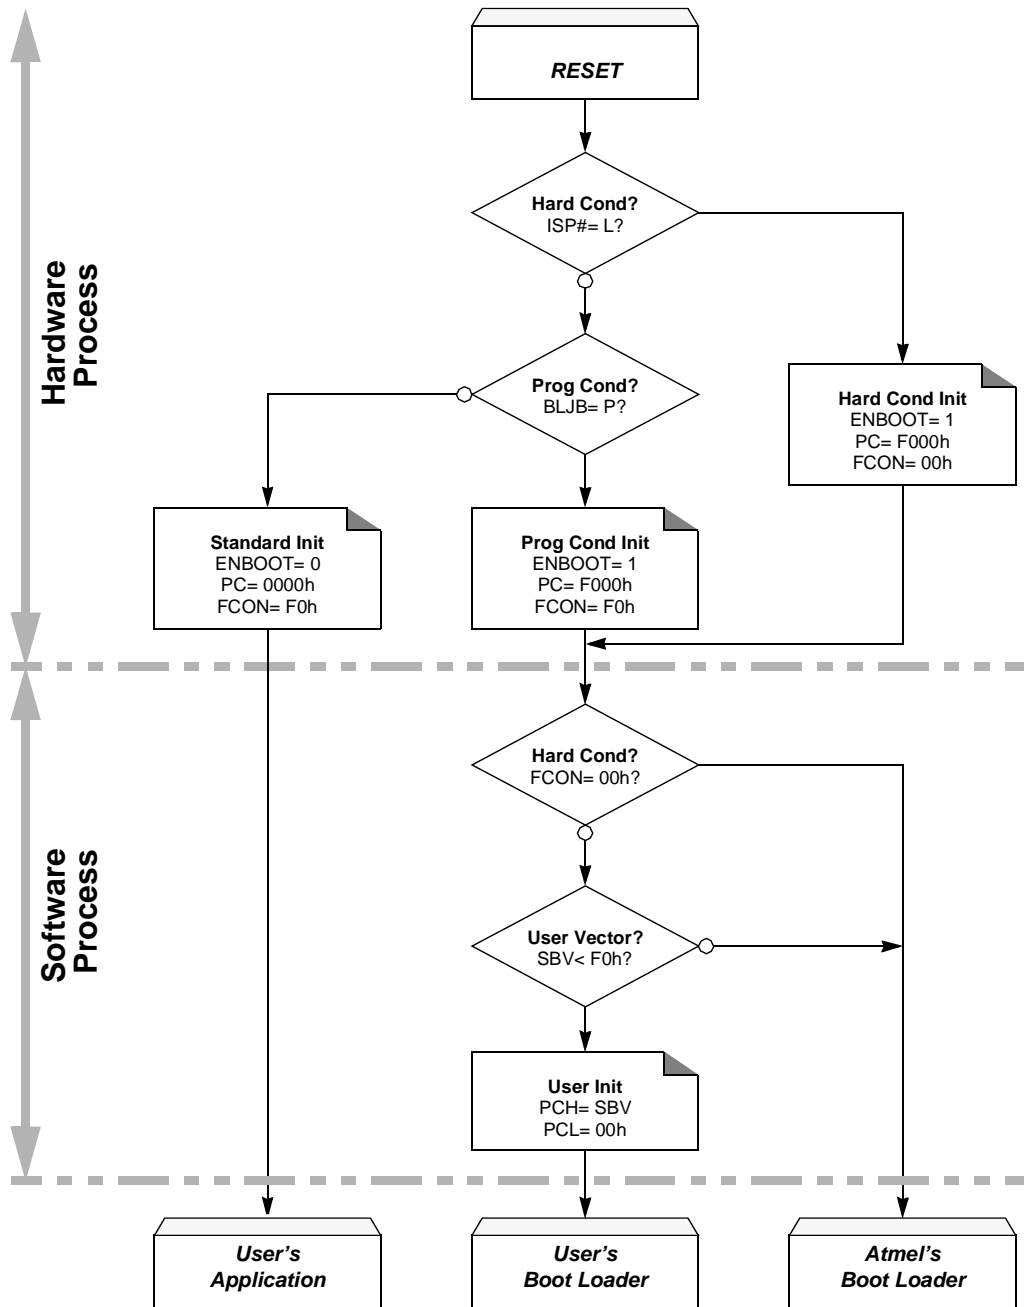 RESET
Hard Cond?
ISP#= L?
Hardware
Process
Prog Cond?
BLJB= P?
Hard Cond Init
ENBOOT= 1
PC= F000h
FCON= 00h
Standard Init
ENBOOT= 0
PC= 0000h
FCON= F0h
Prog Cond Init
ENBOOT= 1
PC= F000h
FCON= F0h
Software
Process
Hard Cond?
FCON= 00h?
User Vector?
SBV< F0h?
User Init
PCH= SBV
PCL= 00h
User's
Application
User's
Boot Loader
Atmel's
Boot Loader